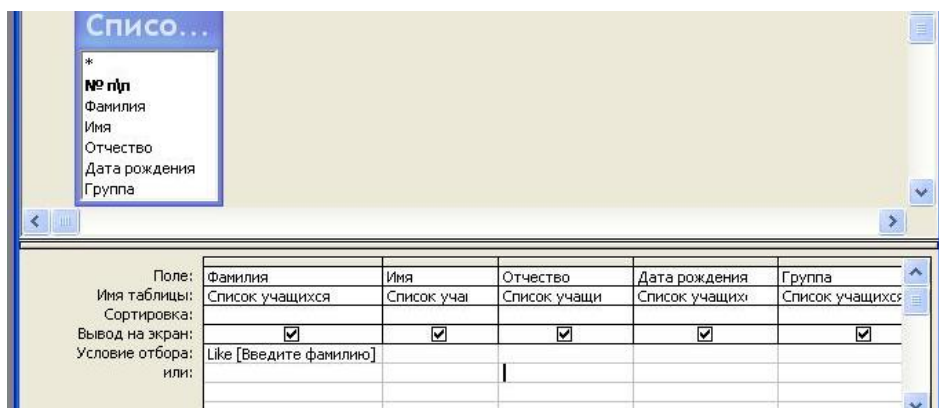 Списо...
*
№ п\п
Фамилия
Имя
Отчество
Дата рождения
Группа
Поле: Фамилия Имя Отчество Дата рождения Группа
Имя таблицы: Список учащихся Список учаı Список учащи Список учащихı Список учащихся
Сортировка:
Вывод на экран:
Условие отбора: Like [Введите фамилию]
или: